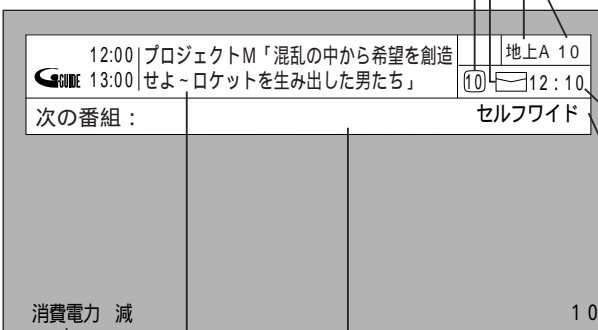 12:00|プロジェクトM「混乱の中から希望を創造 地上A 10
G-GUIDE 13:00|せよ~ロケットを生み出した男たち」 10 12:10
次の番組: セルフワイド
消費電力 減 10